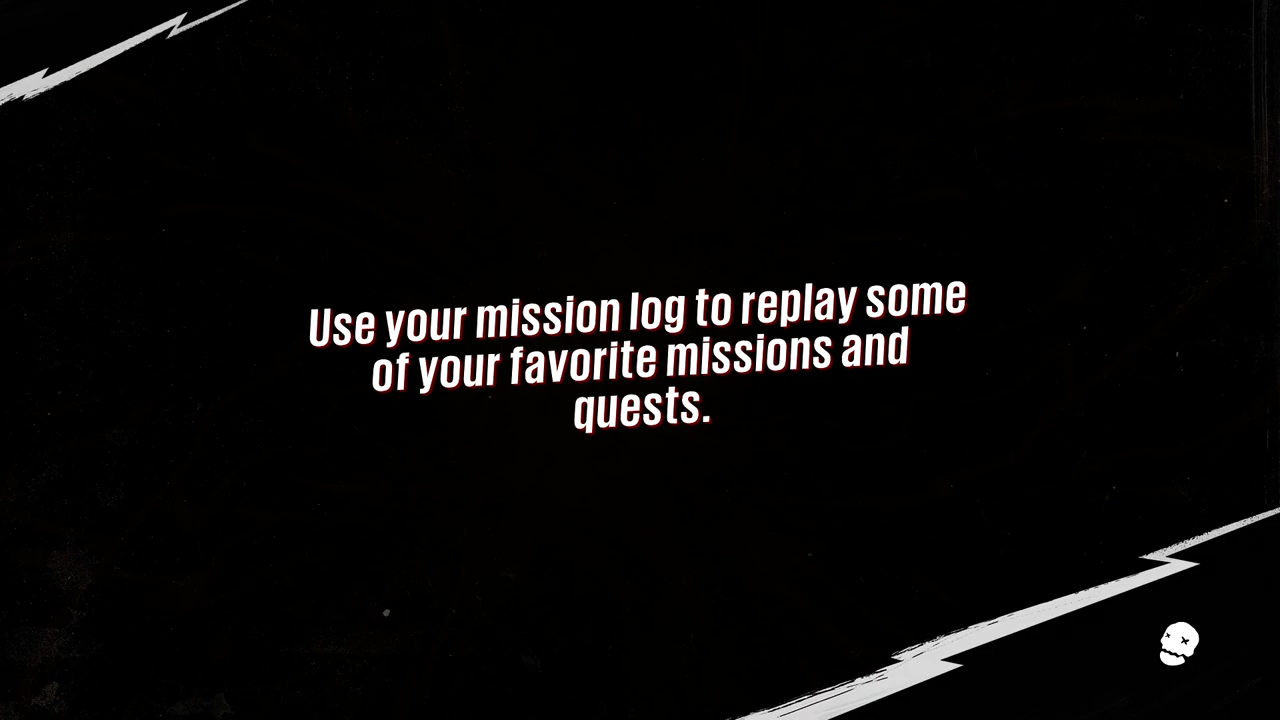 Use your mission log to replay some
of your favorite missions and
quests.